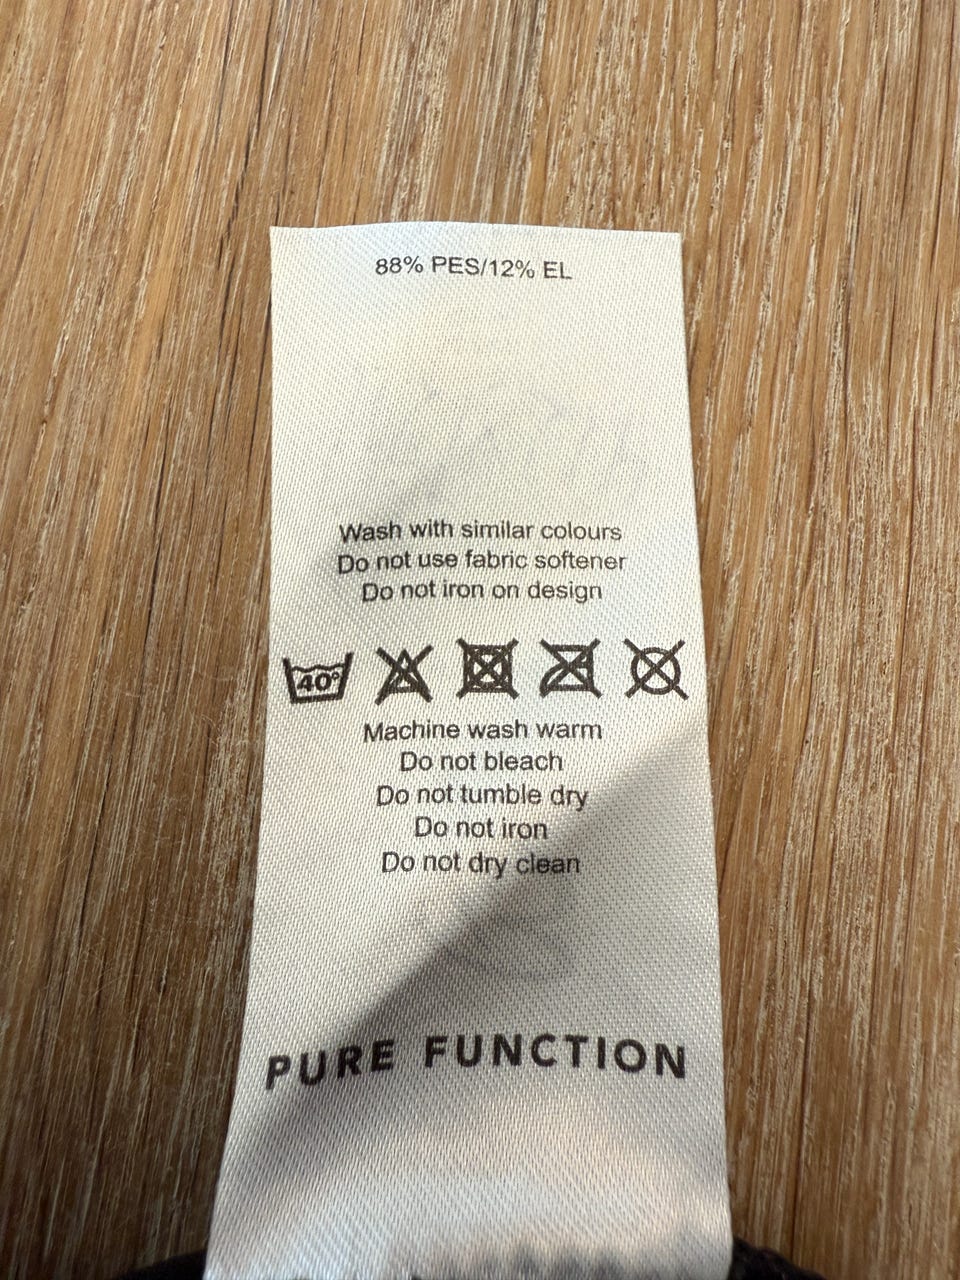 88% PES/12% EL
Wash with similar colours
Do not use fabric softener
Do not iron on design
40°
Machine wash warm
Do not bleach
Do not tumble dry
Do not iron
Do not dry clean
PURE FUNCTION